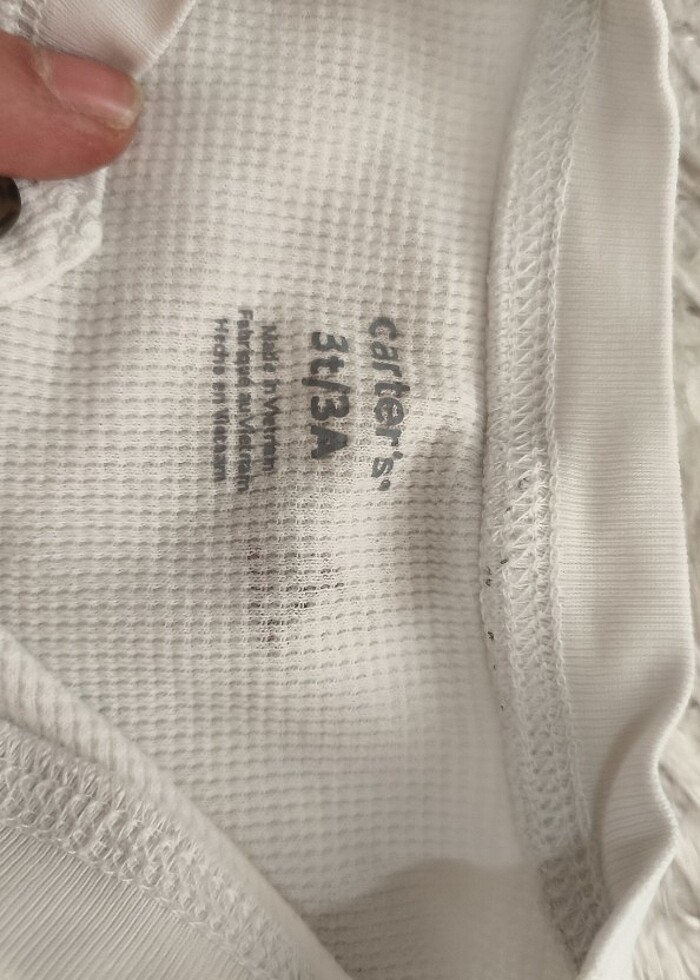 carter's
3t/3A
Made in Vietnam
Fabriqué au Vietnam
Hecho en Vietnam